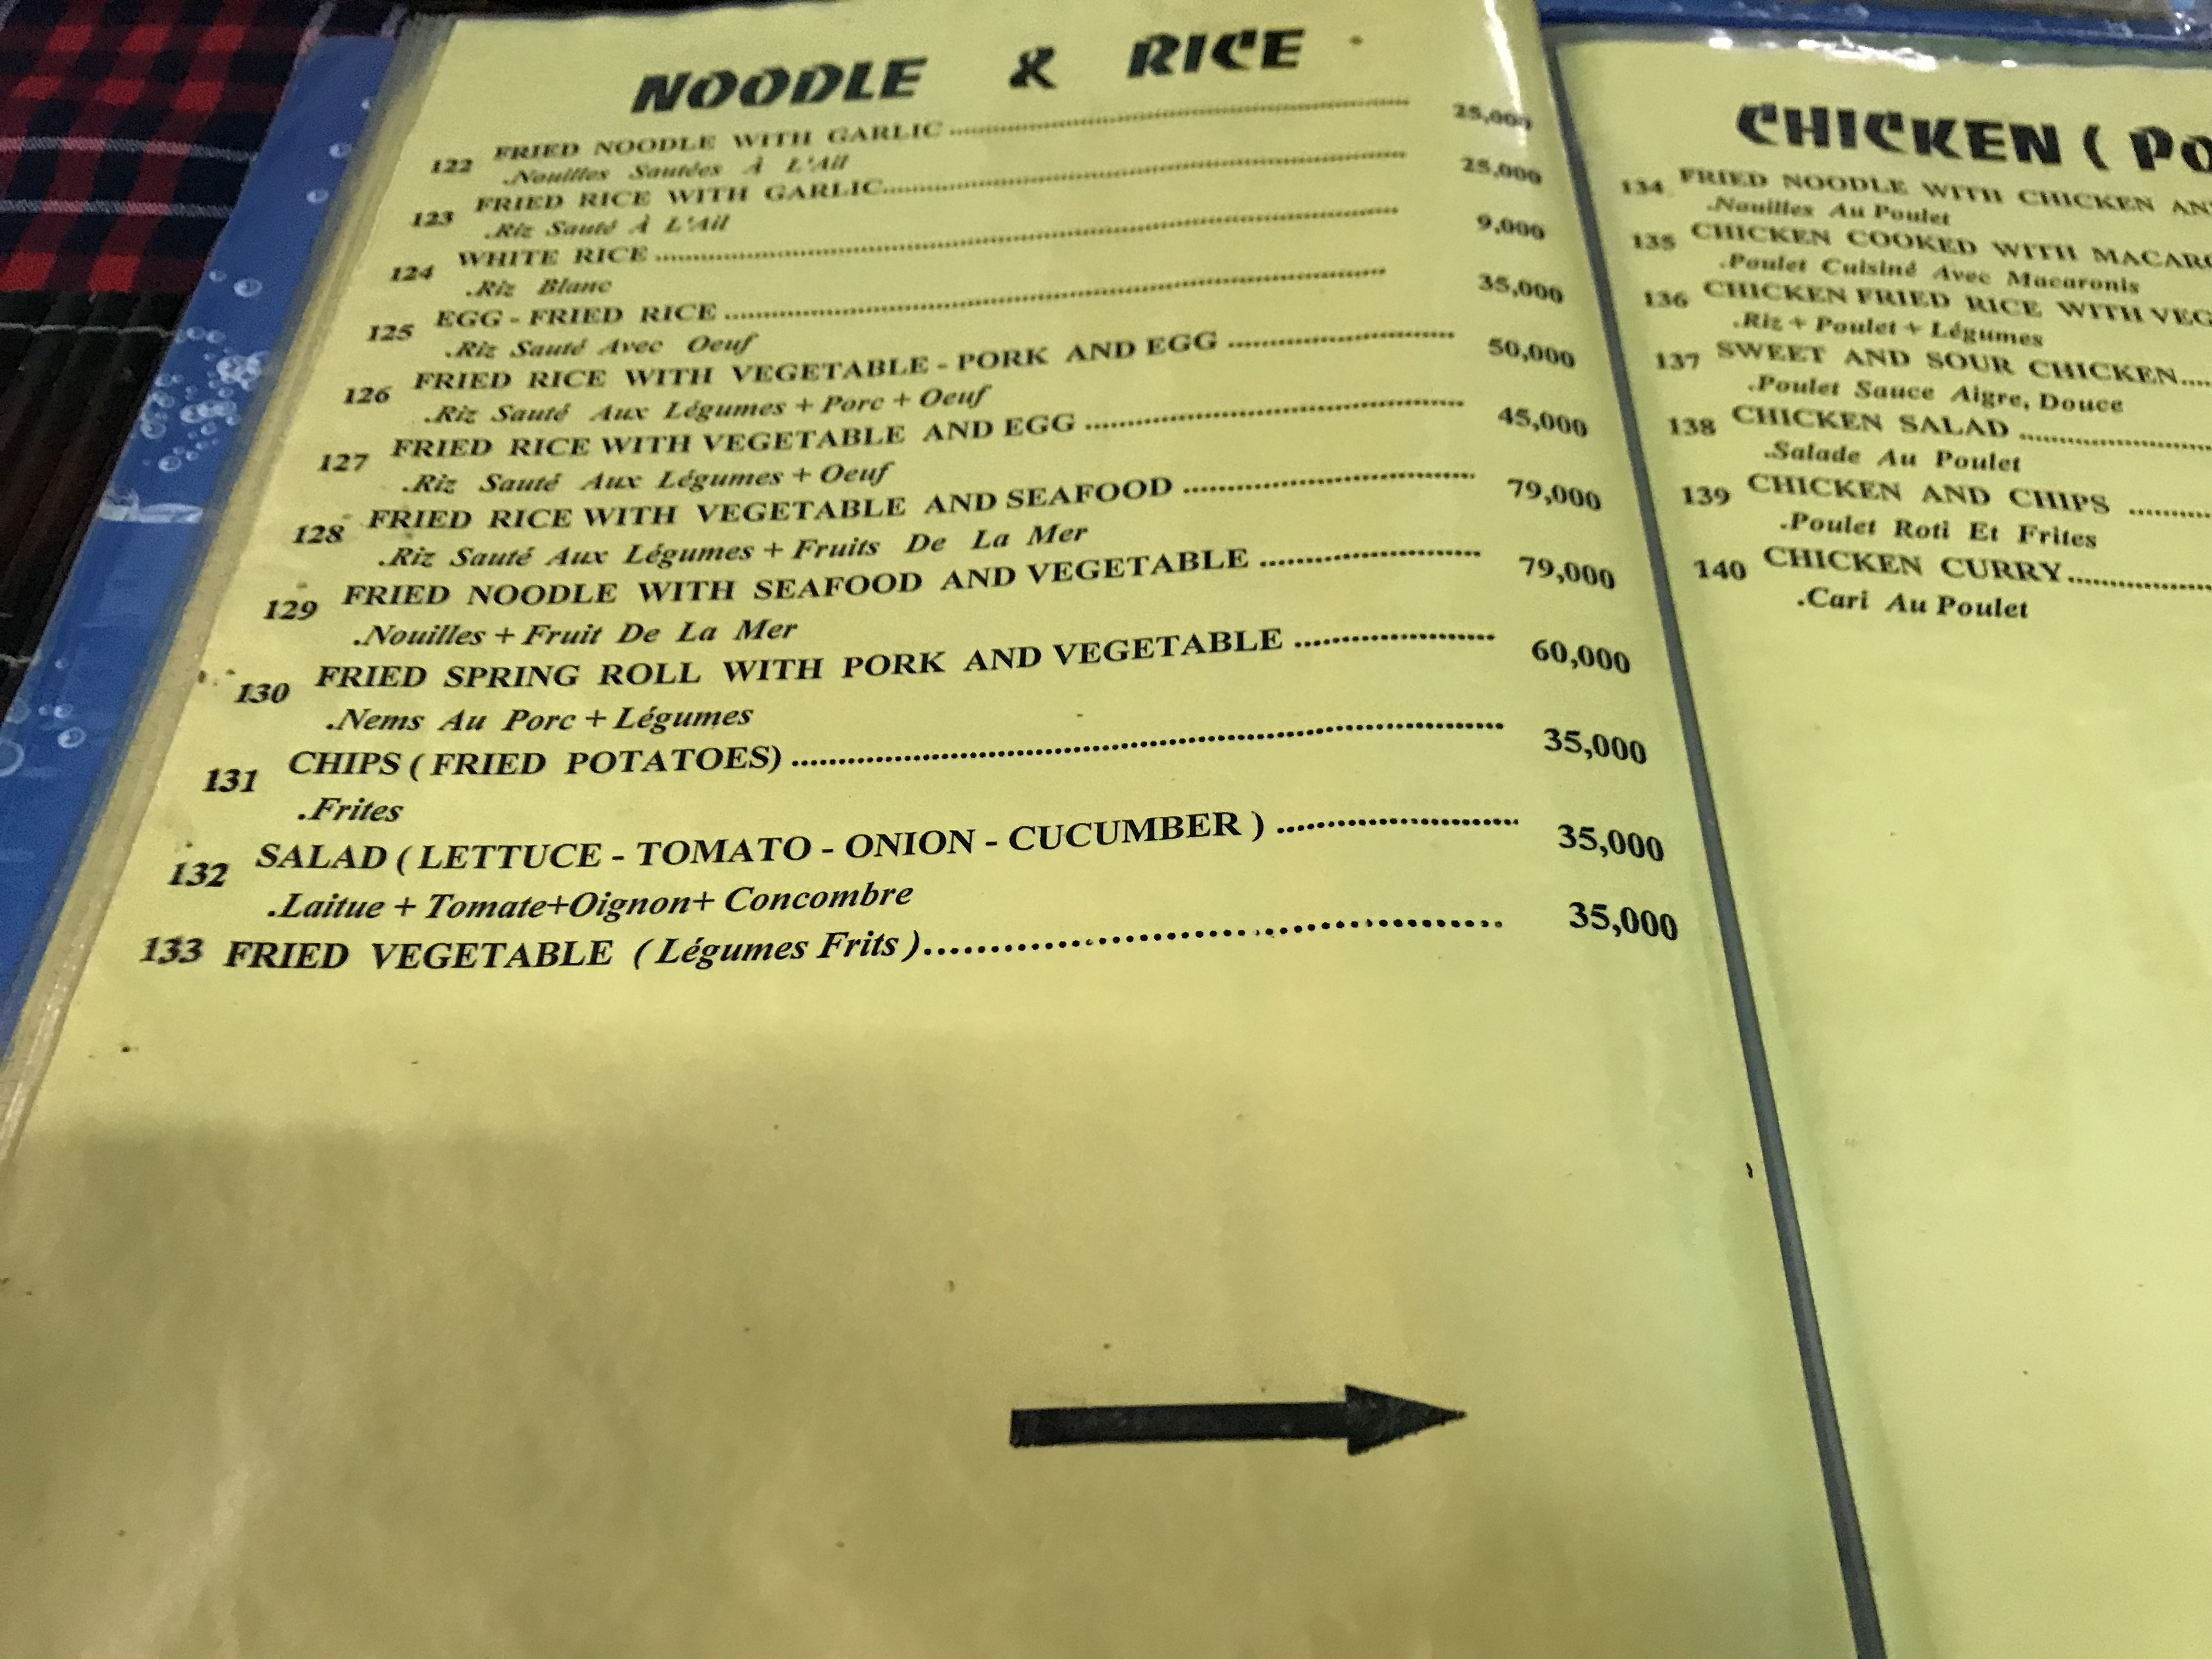 NOODLE & RICE
122 FRIED NOODLE WITH GARLIC ........ 25,000
.Nouilles Sautées À L'Ail
123 FRIED RICE WITH GARLIC........ 25,000
.Riz Sauté À L'Ail
124 WHITE RICE ........ 9,000
.Riz Blanc
125 EGG - FRIED RICE ........ 35,000
.Riz Sauté Avec Oeuf
126 FRIED RICE WITH VEGETABLE - PORK AND EGG ........ 50,000
.Riz Sauté Aux Légumes + Porc + Oeuf
127 FRIED RICE WITH VEGETABLE AND EGG ........ 45,000
.Riz Sauté Aux Légumes + Oeuf
128 FRIED RICE WITH VEGETABLE AND SEAFOOD ........ 79,000
.Riz Sauté Aux Légumes + Fruits De La Mer
129 FRIED NOODLE WITH SEAFOOD AND VEGETABLE ........ 79,000
.Nouilles + Fruit De La Mer
130 FRIED SPRING ROLL WITH PORK AND VEGETABLE ........ 60,000
.Nems Au Porc + Légumes
131 CHIPS ( FRIED POTATOES) ........ 35,000
.Frites
132 SALAD ( LETTUCE - TOMATO - ONION - CUCUMBER ) ........ 35,000
.Laitue + Tomate+Oignon+ Concombre
133 FRIED VEGETABLE ( Légumes Frits )........ 35,000
CHICKEN ( PO
134 FRIED NOODLE WITH CHICKEN AN
.Nouilles Au Poulet
135 CHICKEN COOKED WITH MACARO
.Poulet Cuisiné Avec Macaronis
136 CHICKEN FRIED RICE WITH VEG
.Riz + Poulet + Légumes
137 SWEET AND SOUR CHICKEN....
.Poulet Sauce Aigre, Douce
138 CHICKEN SALAD ........
.Salade Au Poulet
139 CHICKEN AND CHIPS ........
.Poulet Roti Et Frites
140 CHICKEN CURRY........
.Cari Au Poulet